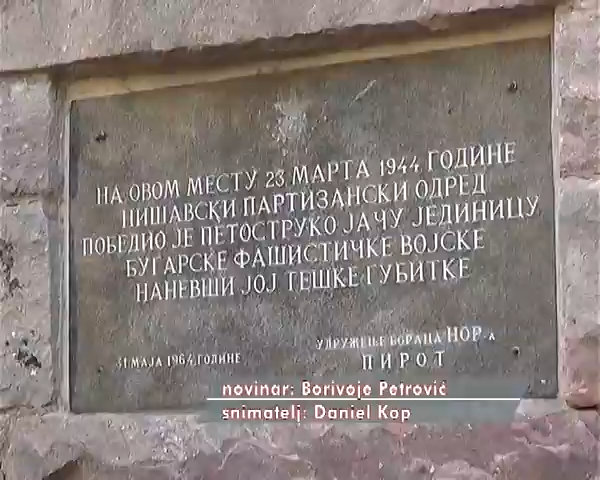 НА ОВОМ МЕСТУ 23 МАРТА 1944 ГОДИНЕ
НИШАВСКИ ПАРТИЗАНСКИ ОДРЕД
ПОБЕДИО ЈЕ ПЕТОСТРУКО ЈАЧУ ЈЕДИНИЦУ
БУГАРСКЕ ФАШИСТИЧКЕ ВОЈСКЕ
НАНЕВШИ ЈОЈ ТЕШКЕ ГУБИТКЕ
31 МАЈА 1964 ГОДИНЕ
УДРУЖЕЊЕ БОРАЦА НОР-а
ПИРОТ
novinar: Borivoje Petrović
snimatelj: Daniel Kop